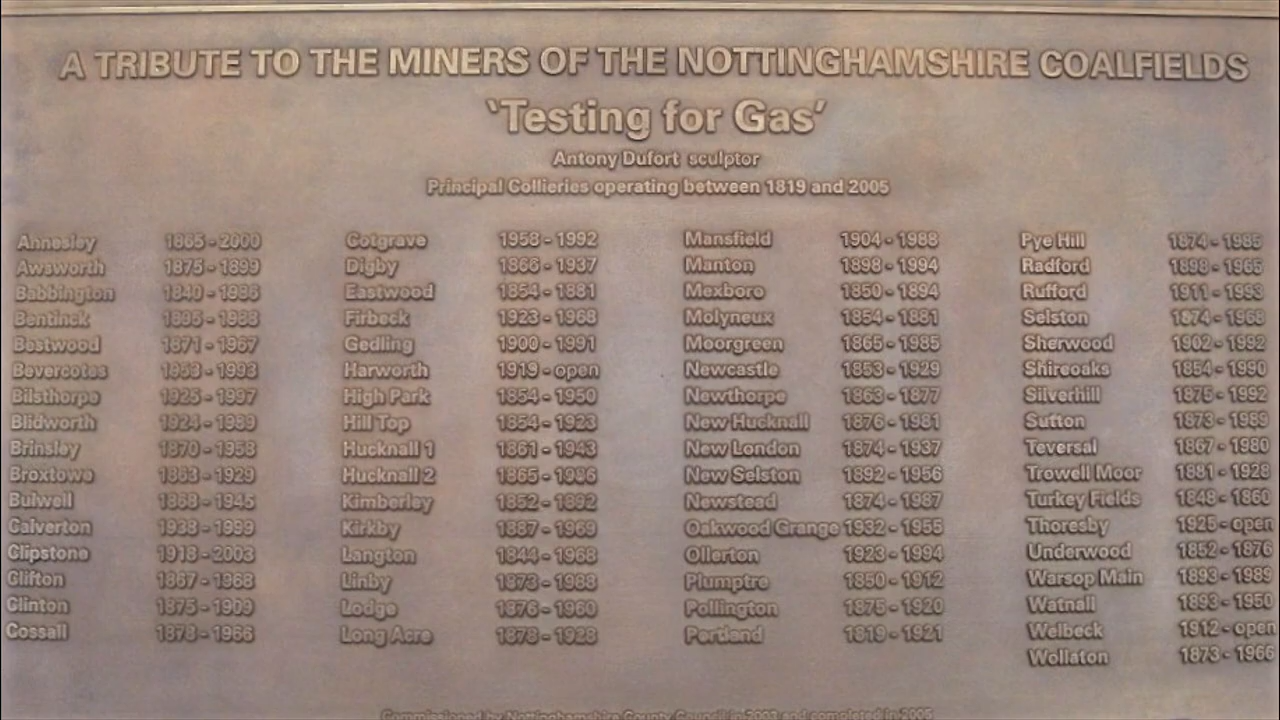 A TRIBUTE TO THE MINERS OF THE NOTTINGHAMSHIRE COALFIELDS
'Testing for Gas'
Antony Dufort sculptor
Principal Collieries operating between 1819 and 2005
Annesley 1865 - 2000
Awsworth 1875 - 1899
Babbington 1840 - 1986
Bentinck 1895 - 1988
Bestwood 1871 - 1967
Bevercotes 1953 - 1993
Bilsthorpe 1925 - 1997
Blidworth 1924 - 1989
Brinsley 1870 - 1958
Broxtowe 1863 - 1929
Bulwell 1868 - 1945
Calverton 1938 - 1999
Clipstone 1918 - 2003
Clifton 1867 - 1968
Clinton 1875 - 1909
Cossall 1878 - 1966
Cotgrave 1958 - 1992
Digby 1866 - 1937
Eastwood 1854 - 1881
Firbeck 1923 - 1968
Gedling 1900 - 1991
Harworth 1919 - open
High Park 1854 - 1950
Hill Top 1854 - 1923
Hucknall 1 1861 - 1943
Hucknall 2 1865 - 1986
Kimberley 1852 - 1892
Kirkby 1887 - 1969
Langton 1844 - 1968
Linby 1873 - 1988
Lodge 1876 - 1960
Long Acre 1878 - 1928
Mansfield 1904 - 1988
Manton 1898 - 1994
Mexboro 1850 - 1894
Molyneux 1854 - 1881
Moorgreen 1865 - 1985
Newcastle 1853 - 1929
Newthorpe 1863 - 1877
New Hucknall 1876 - 1981
New London 1874 - 1937
New Selston 1892 - 1956
Newstead 1874 - 1987
Oakwood Grange 1932 - 1955
Ollerton 1923 - 1994
Plumptre 1850 - 1912
Pollington 1875 - 1920
Portland 1819 - 1921
Pye Hill 1874 - 1985
Radford 1898 - 1965
Rufford 1911 - 1993
Selston 1874 - 1968
Sherwood 1902 - 1992
Shireoaks 1854 - 1990
Silverhill 1875 - 1992
Sutton 1873 - 1989
Teversal 1867 - 1980
Trowell Moor 1881 - 1928
Turkey Fields 1848 - 1860
Thoresby 1925 - open
Underwood 1852 - 1876
Warsop Main 1893 - 1989
Watnall 1893 - 1950
Welbeck 1912 - open
Wollaton 1873 - 1966
Commissioned by Nottinghamshire County Council in 2003 and completed in 2005